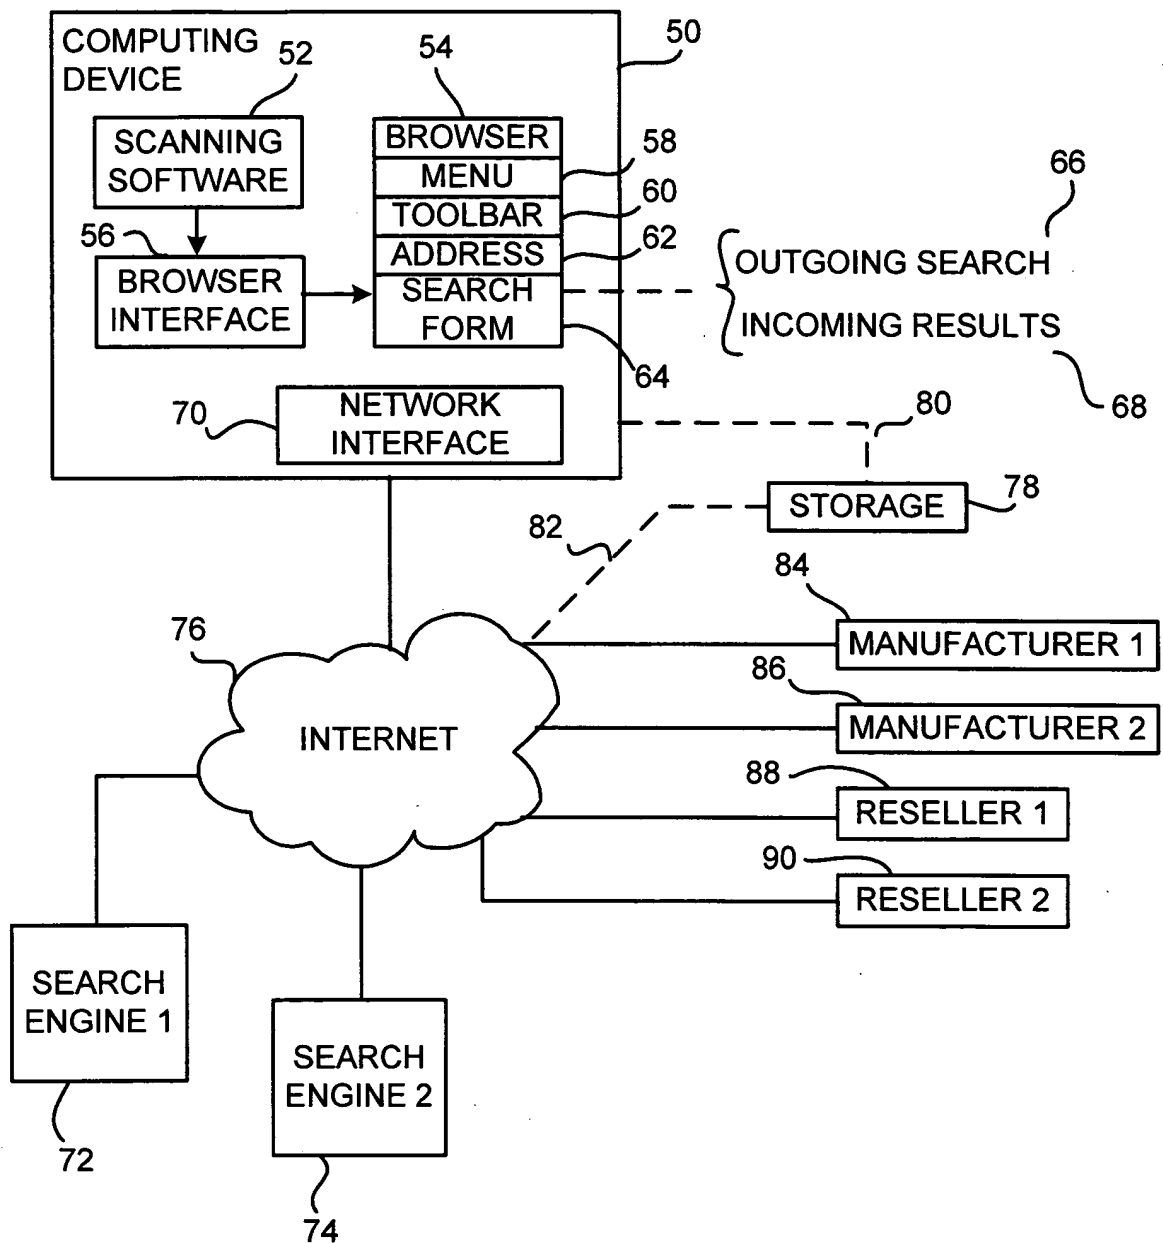 COMPUTING
DEVICE
50
52
54
SCANNING
SOFTWARE
BROWSER
MENU
58
TOOLBAR
60
ADDRESS
62
SEARCH
FORM
64
56
BROWSER
INTERFACE
66
OUTGOING SEARCH
INCOMING RESULTS
68
70
NETWORK
INTERFACE
80
STORAGE
78
82
84
MANUFACTURER 1
76
86
MANUFACTURER 2
INTERNET
88
RESELLER 1
90
RESELLER 2
SEARCH
ENGINE 1
72
SEARCH
ENGINE 2
74